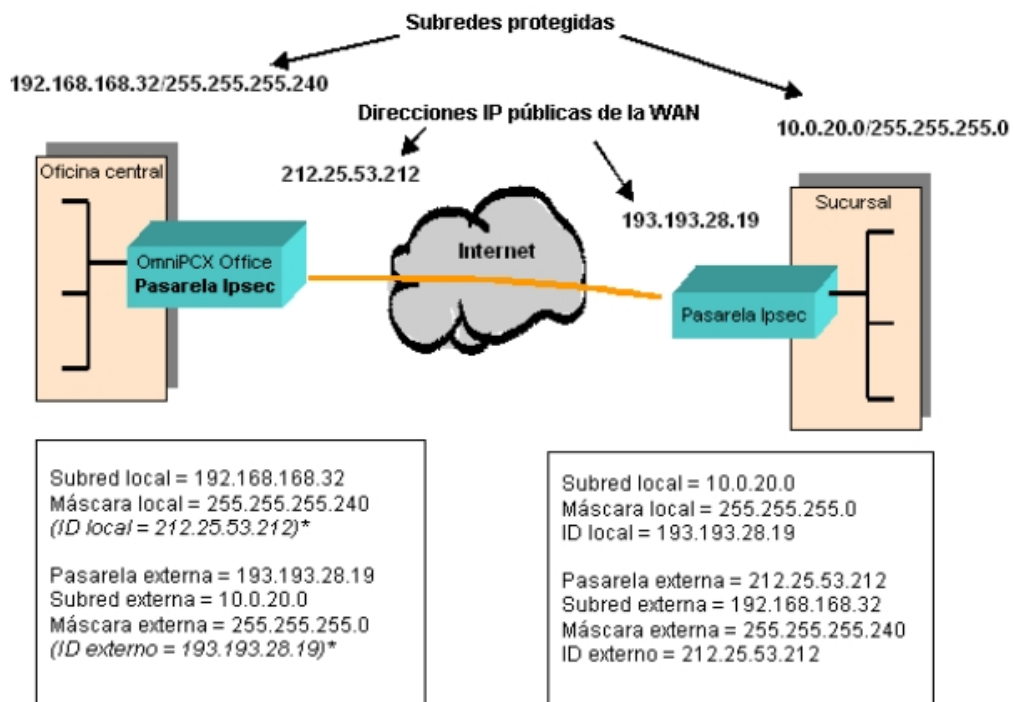 Subredes protegidas
192.168.168.32/255.255.255.240
Direcciones IP públicas de la WAN
10.0.20.0/255.255.255.0
Oficina central
212.25.53.212
193.193.28.19
Sucursal
Internet
OmniPCX Office
Pasarela Ipsec
Pasarela Ipsec
Subred local = 192.168.168.32
Máscara local = 255.255.255.240
(ID local = 212.25.53.212)*
Pasarela externa = 193.193.28.19
Subred externa = 10.0.20.0
Máscara externa = 255.255.255.0
(ID externo = 193.193.28.19)*
Subred local = 10.0.20.0
Máscara local = 255.255.255.0
ID local = 193.193.28.19
Pasarela externa = 212.25.53.212
Subred externa = 192.168.168.32
Máscara externa = 255.255.255.240
ID externo = 212.25.53.212